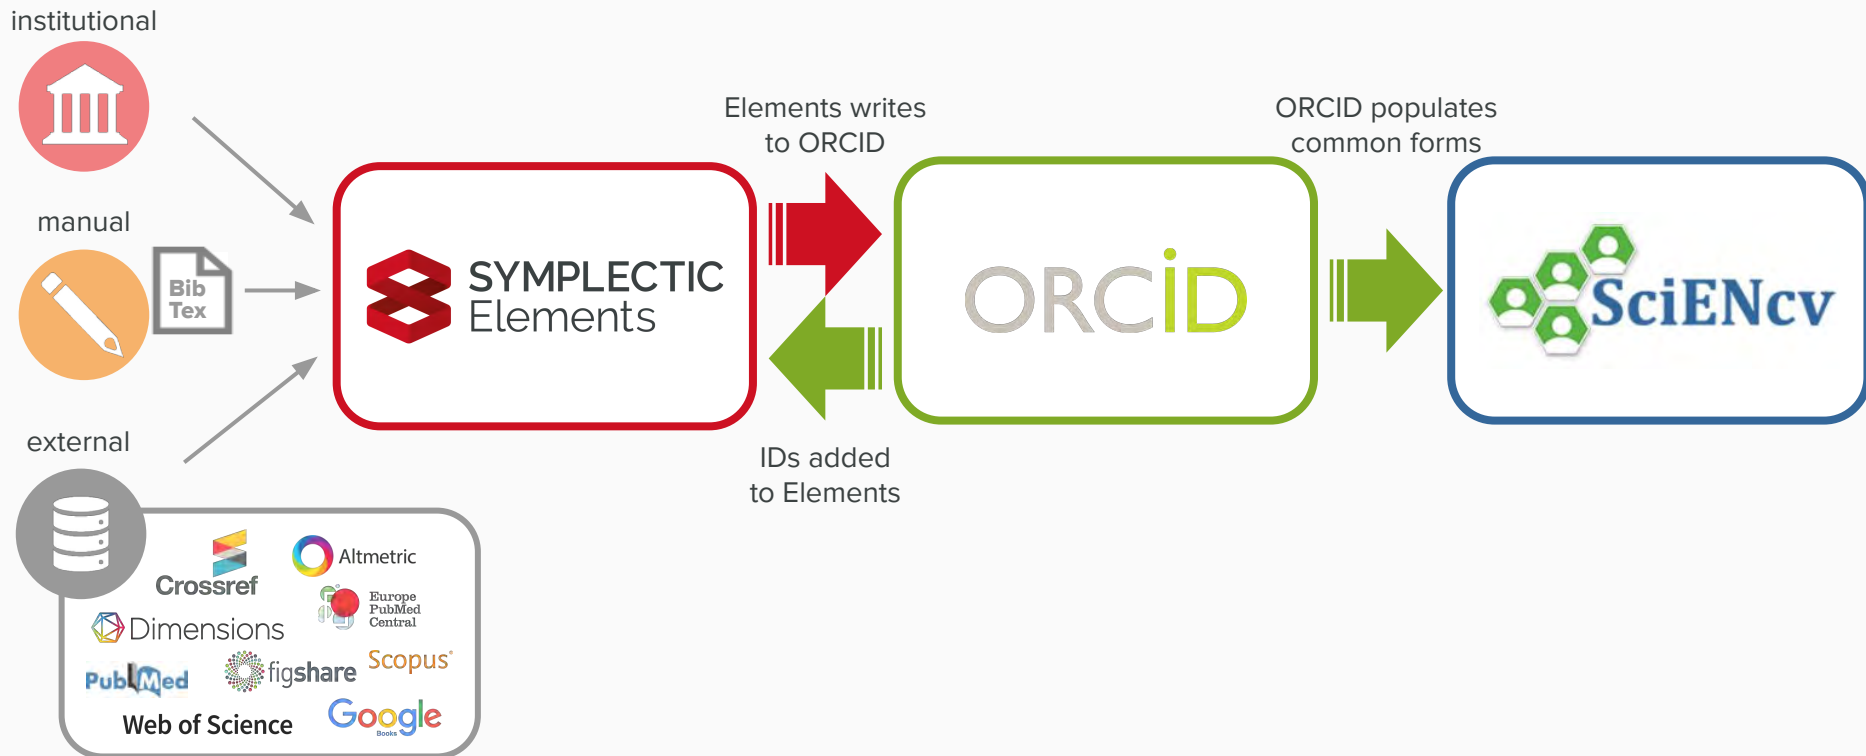 institutional
manual
Bib
Tex
external
Crossref
Altmetric
Dimensions
Europe
PubMed
Central
PubMed
figshare
Scopus
Web of Science
Google
Books
SYMPLECTIC
Elements
Elements writes
to ORCID
IDs added
to Elements
ORCID
ORCID populates
common forms
SciENcv